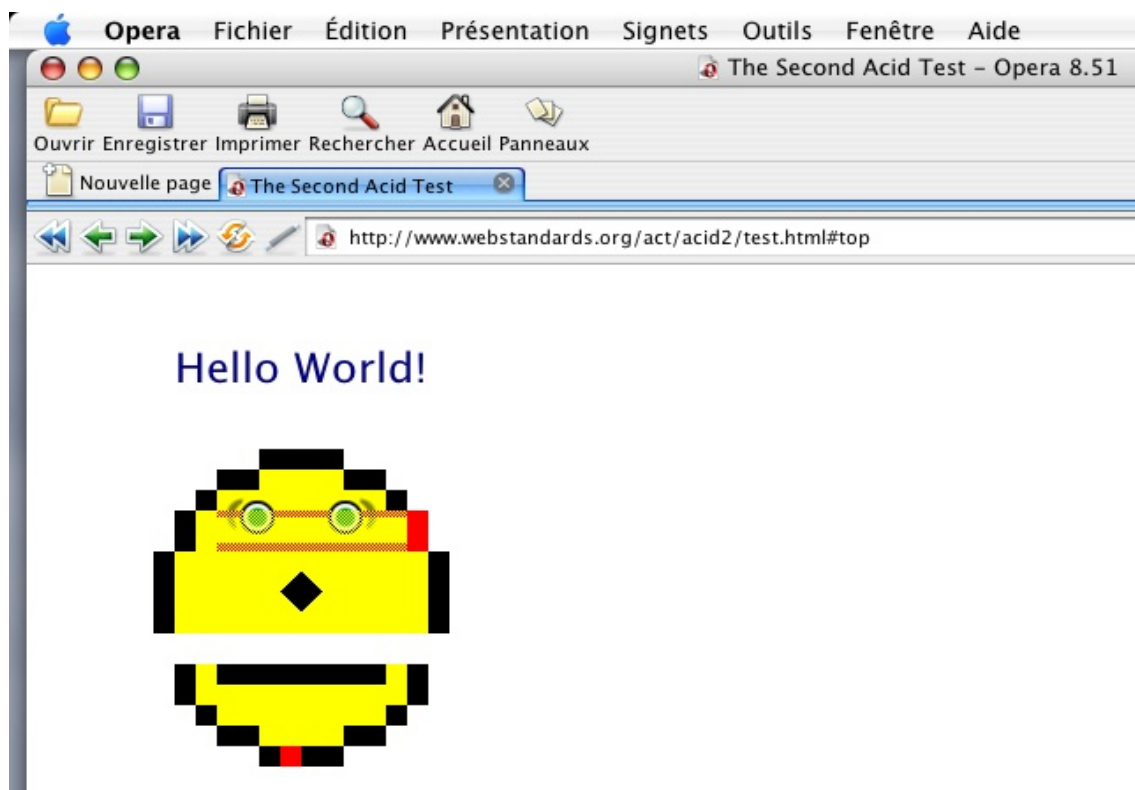 Opera Fichier Édition Présentation Signets Outils Fenêtre Aide
The Second Acid Test – Opera 8.51
Ouvrir Enregistrer Imprimer Rechercher Accueil Panneaux
Nouvelle page The Second Acid Test
http://www.webstandards.org/act/acid2/test.html#top
Hello World!